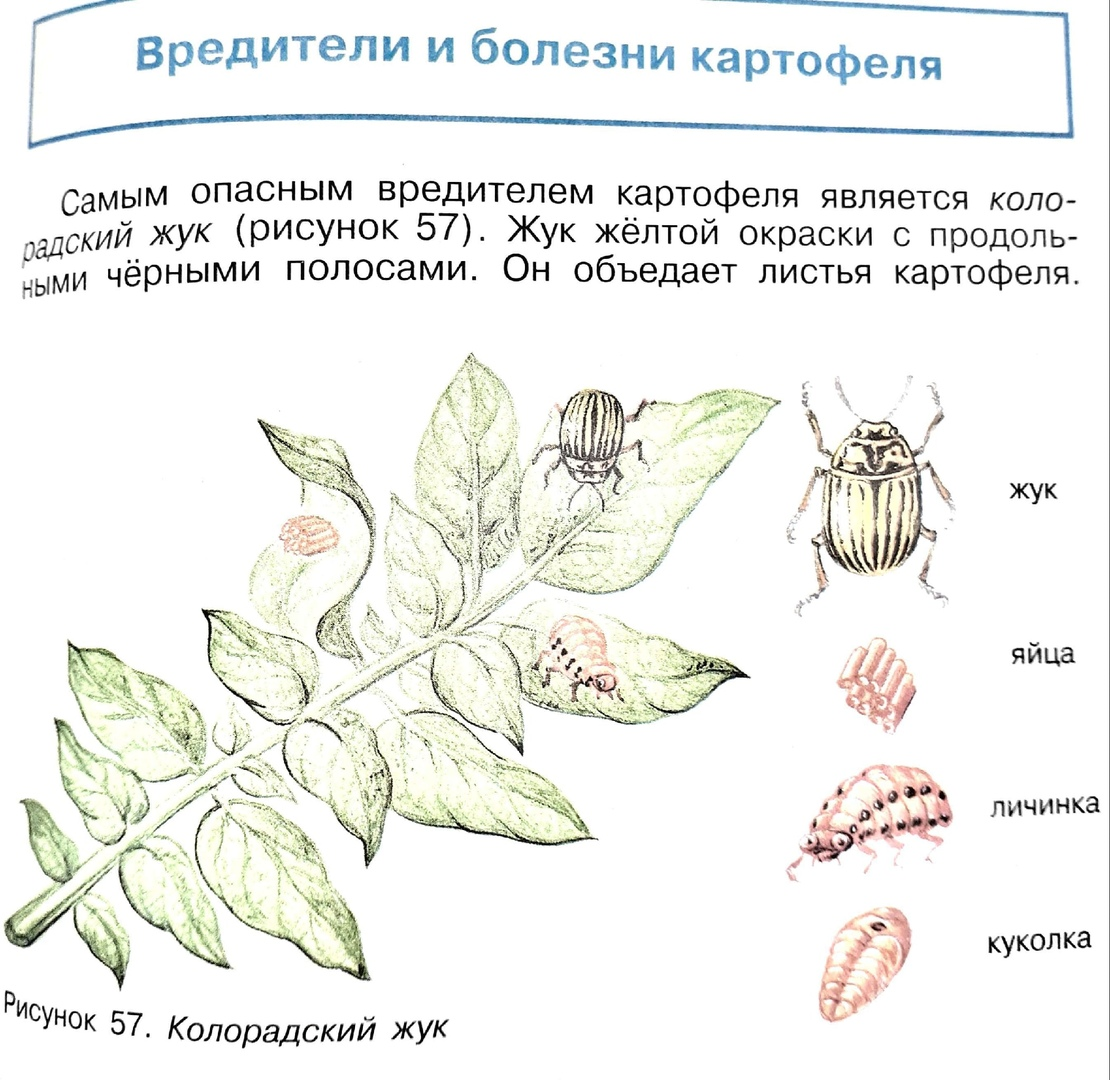 Вредители и болезни картофеля
Самым опасным вредителем картофеля является коло-
радский жук (рисунок 57). Жук жёлтой окраски с продоль-
ными чёрными полосами. Он объедает листья картофеля.
жук
яйца
личинка
куколка
Рисунок 57. Колорадский жук